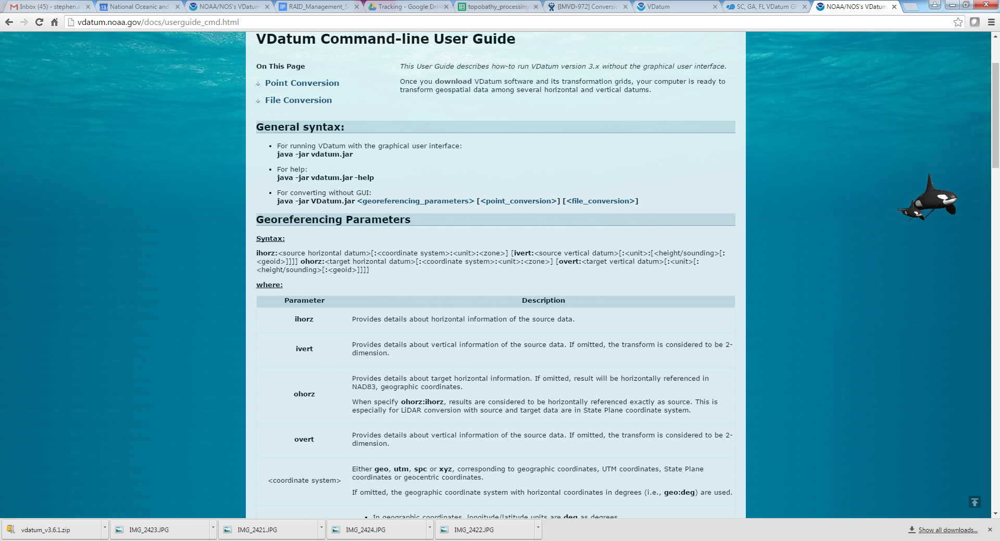 Inbox (45) - stephen.a
National Oceanic and
NOAA/NOS's VDatum
RAID_Management_S
Tracking - Google Dri
topobathy_processing
[IMVD-972] Conversio
VDatum
SC, GA, FL VDatum G
NOAA/NOS's VDatum
vdatum.noaa.gov/docs/userguide_cmd.html
VDatum Command-line User Guide
On This Page
Point Conversion
File Conversion
This User Guide describes how-to run VDatum version 3.x without the graphical user interface.
Once you download VDatum software and its transformation grids, your computer is ready to
transform geospatial data among several horizontal and vertical datums.
General syntax:
• For running VDatum with the graphical user interface:
java -jar vdatum.jar
• For help:
java -jar vdatum.jar -help
• For converting without GUI:
java -jar VDatum.jar <georeferencing_parameters> [<point_conversion>] [<file_conversion>]
Georeferencing Parameters
Syntax:
ihorz:<source horizontal datum>[:<coordinate system>:<unit>:<zone>] [ivert:<source vertical datum>[:<unit>:[<height/sounding>[:
<geoid>]]]] ohorz:<target horizontal datum>[:<coordinate system>:<unit>:<zone>] [overt:<target vertical datum>[:<unit>[:
<height/sounding>[:<geoid>]]]]
where:
Parameter Description
ihorz Provides details about horizontal information of the source data.
ivert Provides details about vertical information of the source data. If omitted, the transform is considered to be 2-
dimension.
ohorz Provides details about target horizontal information. If omitted, result will be horizontally referenced in
NAD83, geographic coordinates.
When specify ohorz:ihorz, results are considered to be horizontally referenced exactly as source. This is
especially for LiDAR conversion with source and target data are in State Plane coordinate system.
overt Provides details about vertical information of the source data. If omitted, the transform is considered to be 2-
dimension.
<coordinate system> Either geo, utm, spc or xyz, corresponding to geographic coordinates, UTM coordinates, State Plane
coordinates or geocentric coordinates.
If omitted, the geographic coordinate system with horizontal coordinates in degrees (i.e., geo:deg) are used.
• In geographic coordinates, longitude/latitude units are deg as degrees
vdatum_v3.6.1.zip
IMG_2423.JPG
IMG_2421.JPG
IMG_2424.JPG
IMG_2422.JPG
Show all downloads...